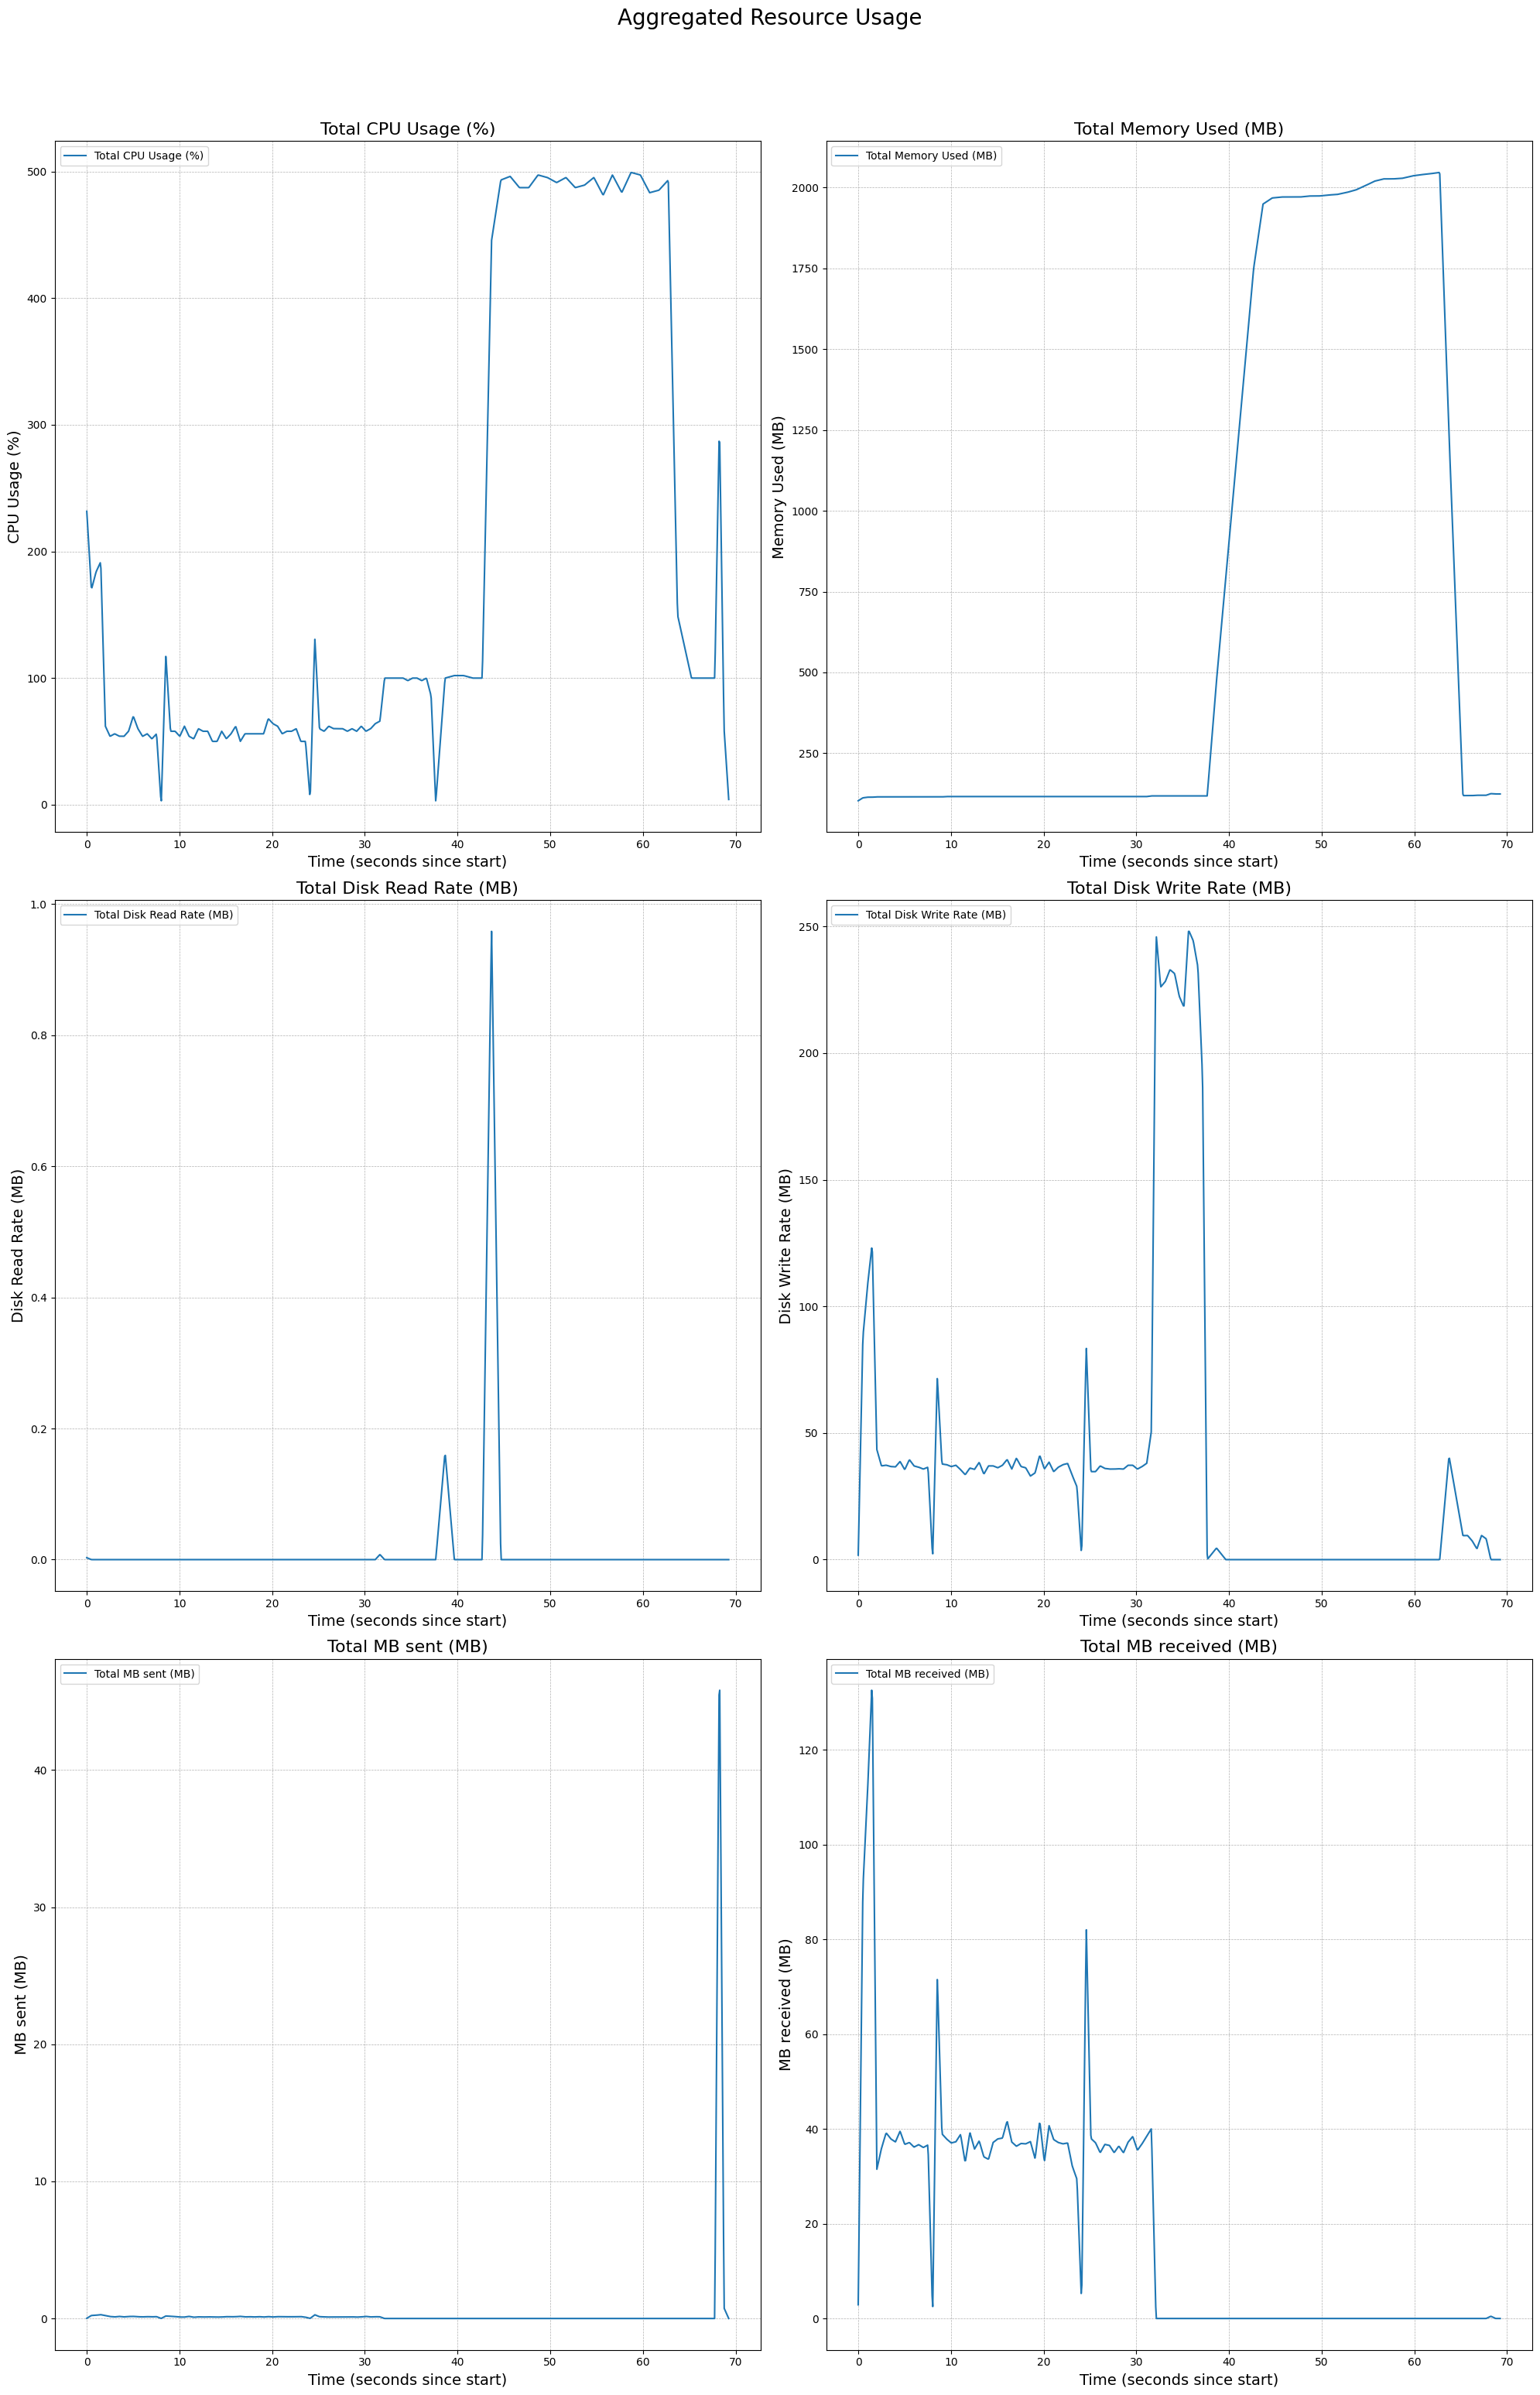 Aggregated Resource Usage
Total CPU Usage (%)
Total CPU Usage (%)
CPU Usage (%)
500
400
300
200
100
0
0 10 20 30 40 50 60 70
Time (seconds since start)
Total Memory Used (MB)
Total Memory Used (MB)
Memory Used (MB)
2000
1750
1500
1250
1000
750
500
250
0 10 20 30 40 50 60 70
Time (seconds since start)
Total Disk Read Rate (MB)
Total Disk Read Rate (MB)
Disk Read Rate (MB)
1.0
0.8
0.6
0.4
0.2
0.0
0 10 20 30 40 50 60 70
Time (seconds since start)
Total Disk Write Rate (MB)
Total Disk Write Rate (MB)
Disk Write Rate (MB)
250
200
150
100
50
0
0 10 20 30 40 50 60 70
Time (seconds since start)
Total MB sent (MB)
Total MB sent (MB)
MB sent (MB)
40
30
20
10
0
0 10 20 30 40 50 60 70
Time (seconds since start)
Total MB received (MB)
Total MB received (MB)
MB received (MB)
120
100
80
60
40
20
0
0 10 20 30 40 50 60 70
Time (seconds since start)